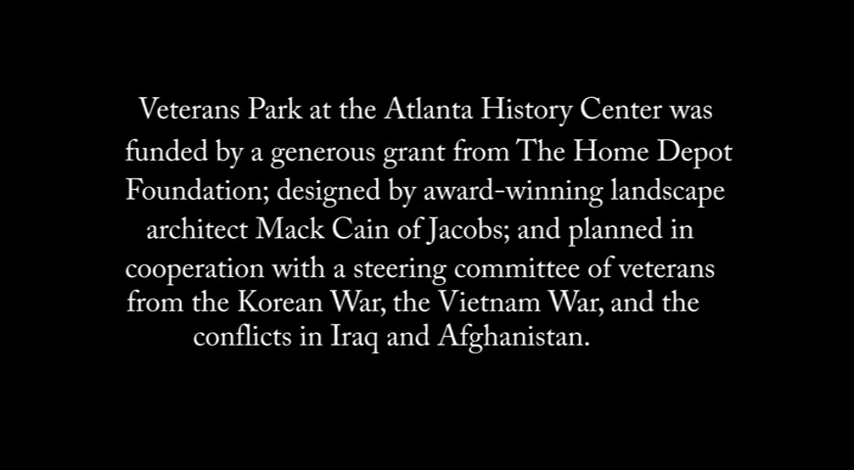 Veterans Park at the Atlanta History Center was
funded by a generous grant from The Home Depot
Foundation; designed by award-winning landscape
architect Mack Cain of Jacobs; and planned in
cooperation with a steering committee of veterans
from the Korean War, the Vietnam War, and the
conflicts in Iraq and Afghanistan.